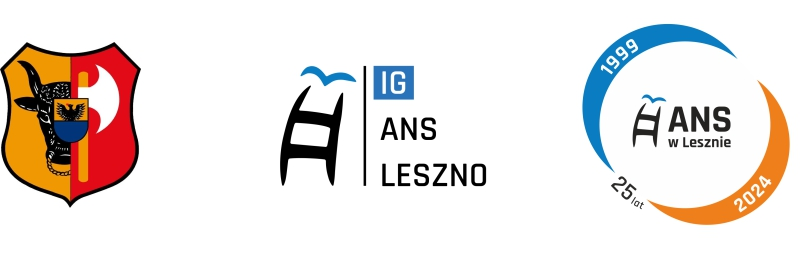 IG
ANS
LESZNO
1999
ANS
w Lesznie
25 lat
2024